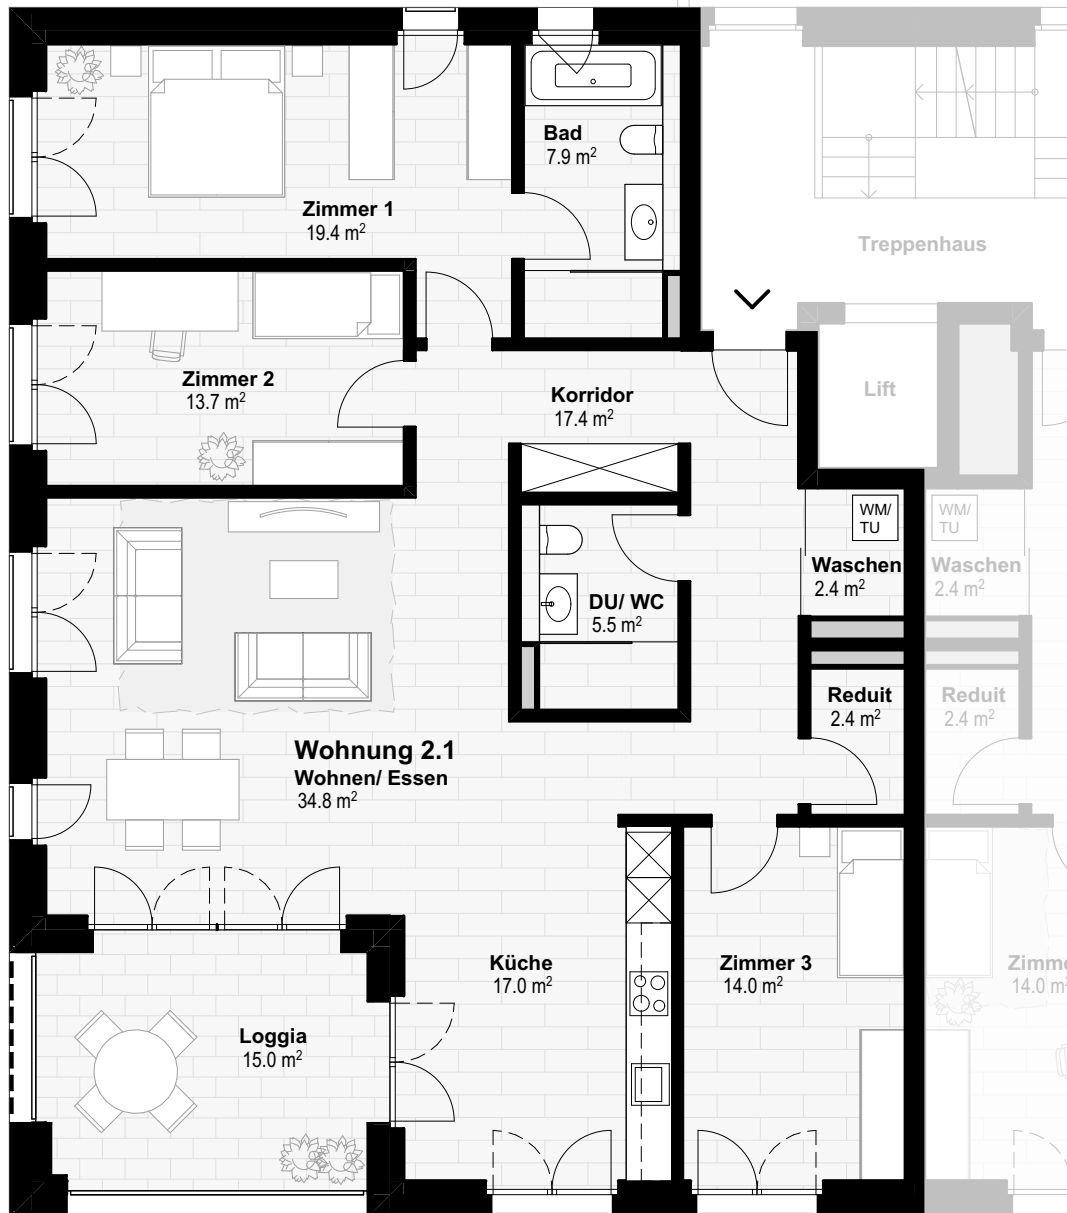 Bad
7.9 m²
Zimmer 1
19.4 m²
Treppenhaus
Zimmer 2
13.7 m²
Korridor
17.4 m²
Lift
WM/
TU
WM/
TU
Waschen
2.4 m²
Waschen
2.4 m²
DU/ WC
5.5 m²
Reduit
2.4 m²
Reduit
2.4 m²
Wohnung 2.1
Wohnen/ Essen
34.8 m²
Küche
17.0 m²
Zimmer 3
14.0 m²
Zimme
14.0 m²
Loggia
15.0 m²